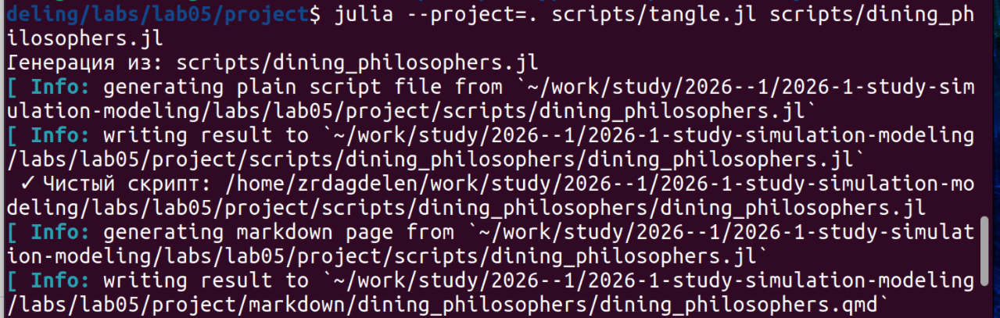 deling/labs/lab05/project$ julia --project=. scripts/tangle.jl scripts/dining_ph
ilosophers.jl
Генерация из: scripts/dining_philosophers.jl
[ Info: generating plain script file from `~/work/study/2026--1/2026-1-study-sim
ulation-modeling/labs/lab05/project/scripts/dining_philosophers.jl`
[ Info: writing result to `~/work/study/2026--1/2026-1-study-simulation-modeling
/labs/lab05/project/scripts/dining_philosophers/dining_philosophers.jl`
✓ Чистый скрипт: /home/zrdagdelen/work/study/2026--1/2026-1-study-simulation-mo
deling/labs/lab05/project/scripts/dining_philosophers/dining_philosophers.jl
[ Info: generating markdown page from `~/work/study/2026--1/2026-1-study-simulat
ion-modeling/labs/lab05/project/scripts/dining_philosophers.jl`
[ Info: writing result to `~/work/study/2026--1/2026-1-study-simulation-modeling
/labs/lab05/project/markdown/dining_philosophers/dining_philosophers.qmd`